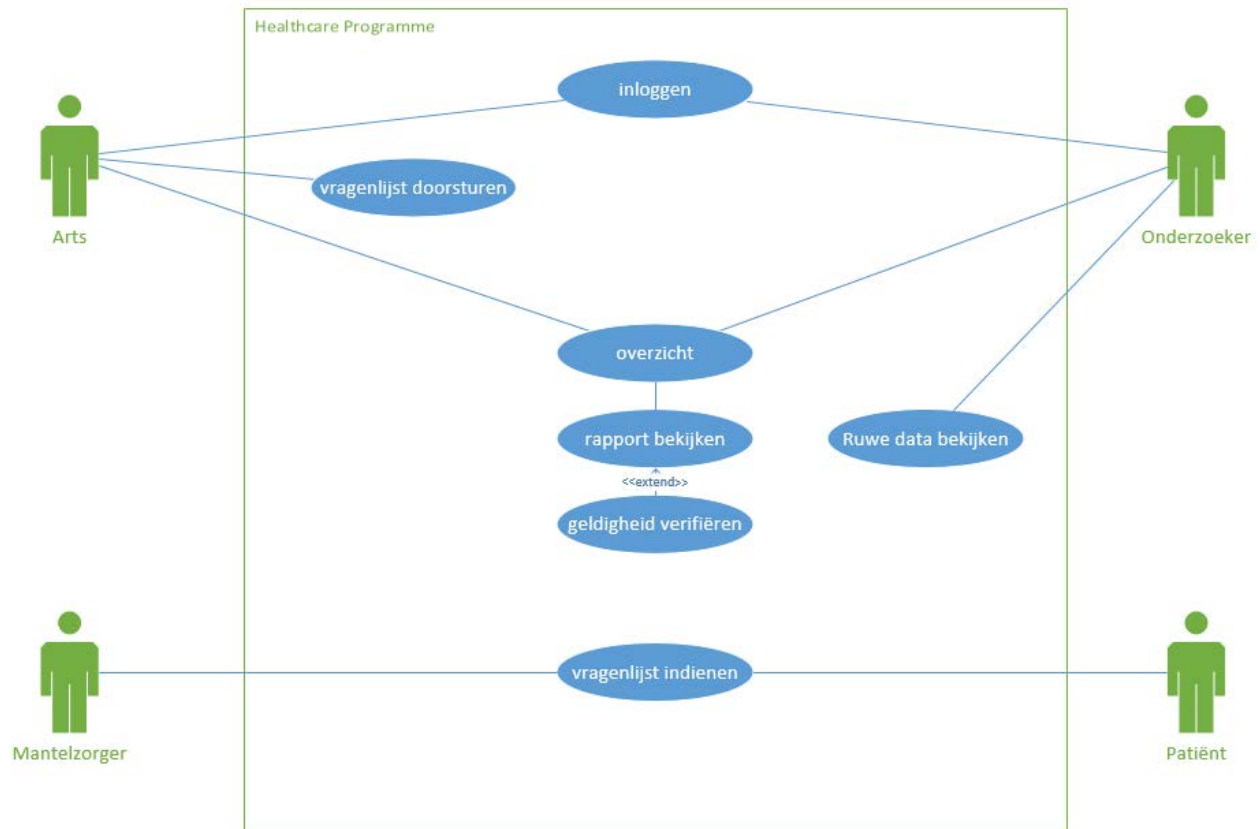 Healthcare Programme
inloggen
vragenlijst doorsturen
Arts
Onderzoeker
overzicht
rapport bekijken
Ruwe data bekijken
<<extend>>
geldigheid verifiëren
vragenlijst indienen
Mantelzorger
Patiënt